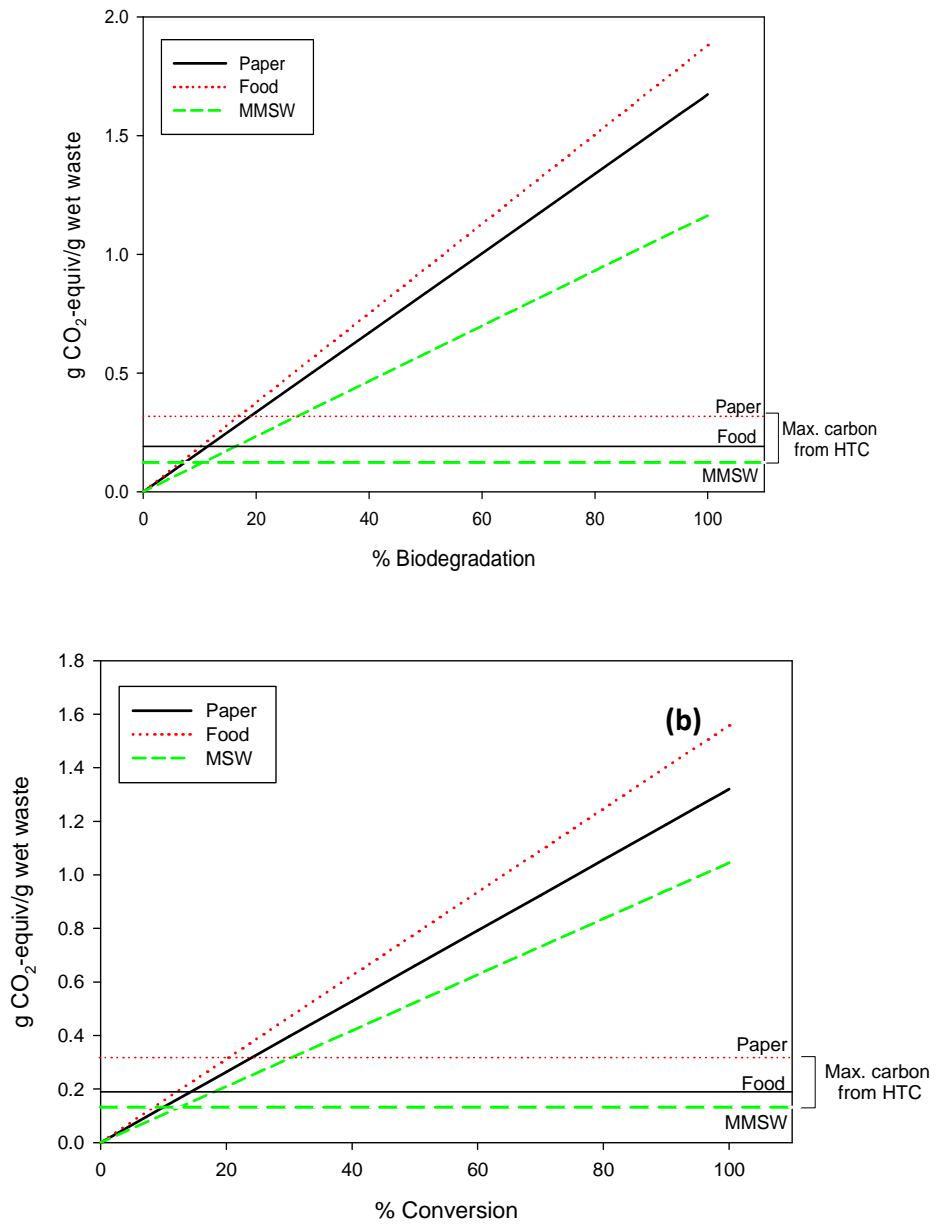 2.0
Paper
Food
MMSW
1.5
1.0
0.5
0.0
g CO₂-equiv/g wet waste
Paper
Food
MMSW
Max. carbon
from HTC
0 20 40 60 80 100
% Biodegradation
1.8
Paper
Food
MSW
(b)
1.6
1.4
1.2
1.0
0.8
0.6
0.4
0.2
0.0
g CO₂-equiv/g wet waste
Paper
Food
MMSW
Max. carbon
from HTC
0 20 40 60 80 100
% Conversion